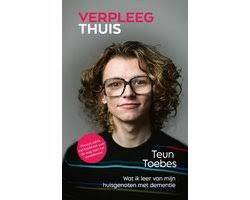 VERPLEEG
THUIS
Teun
Toebes
Wat ik leer van mijn
huisgenoten met dementie